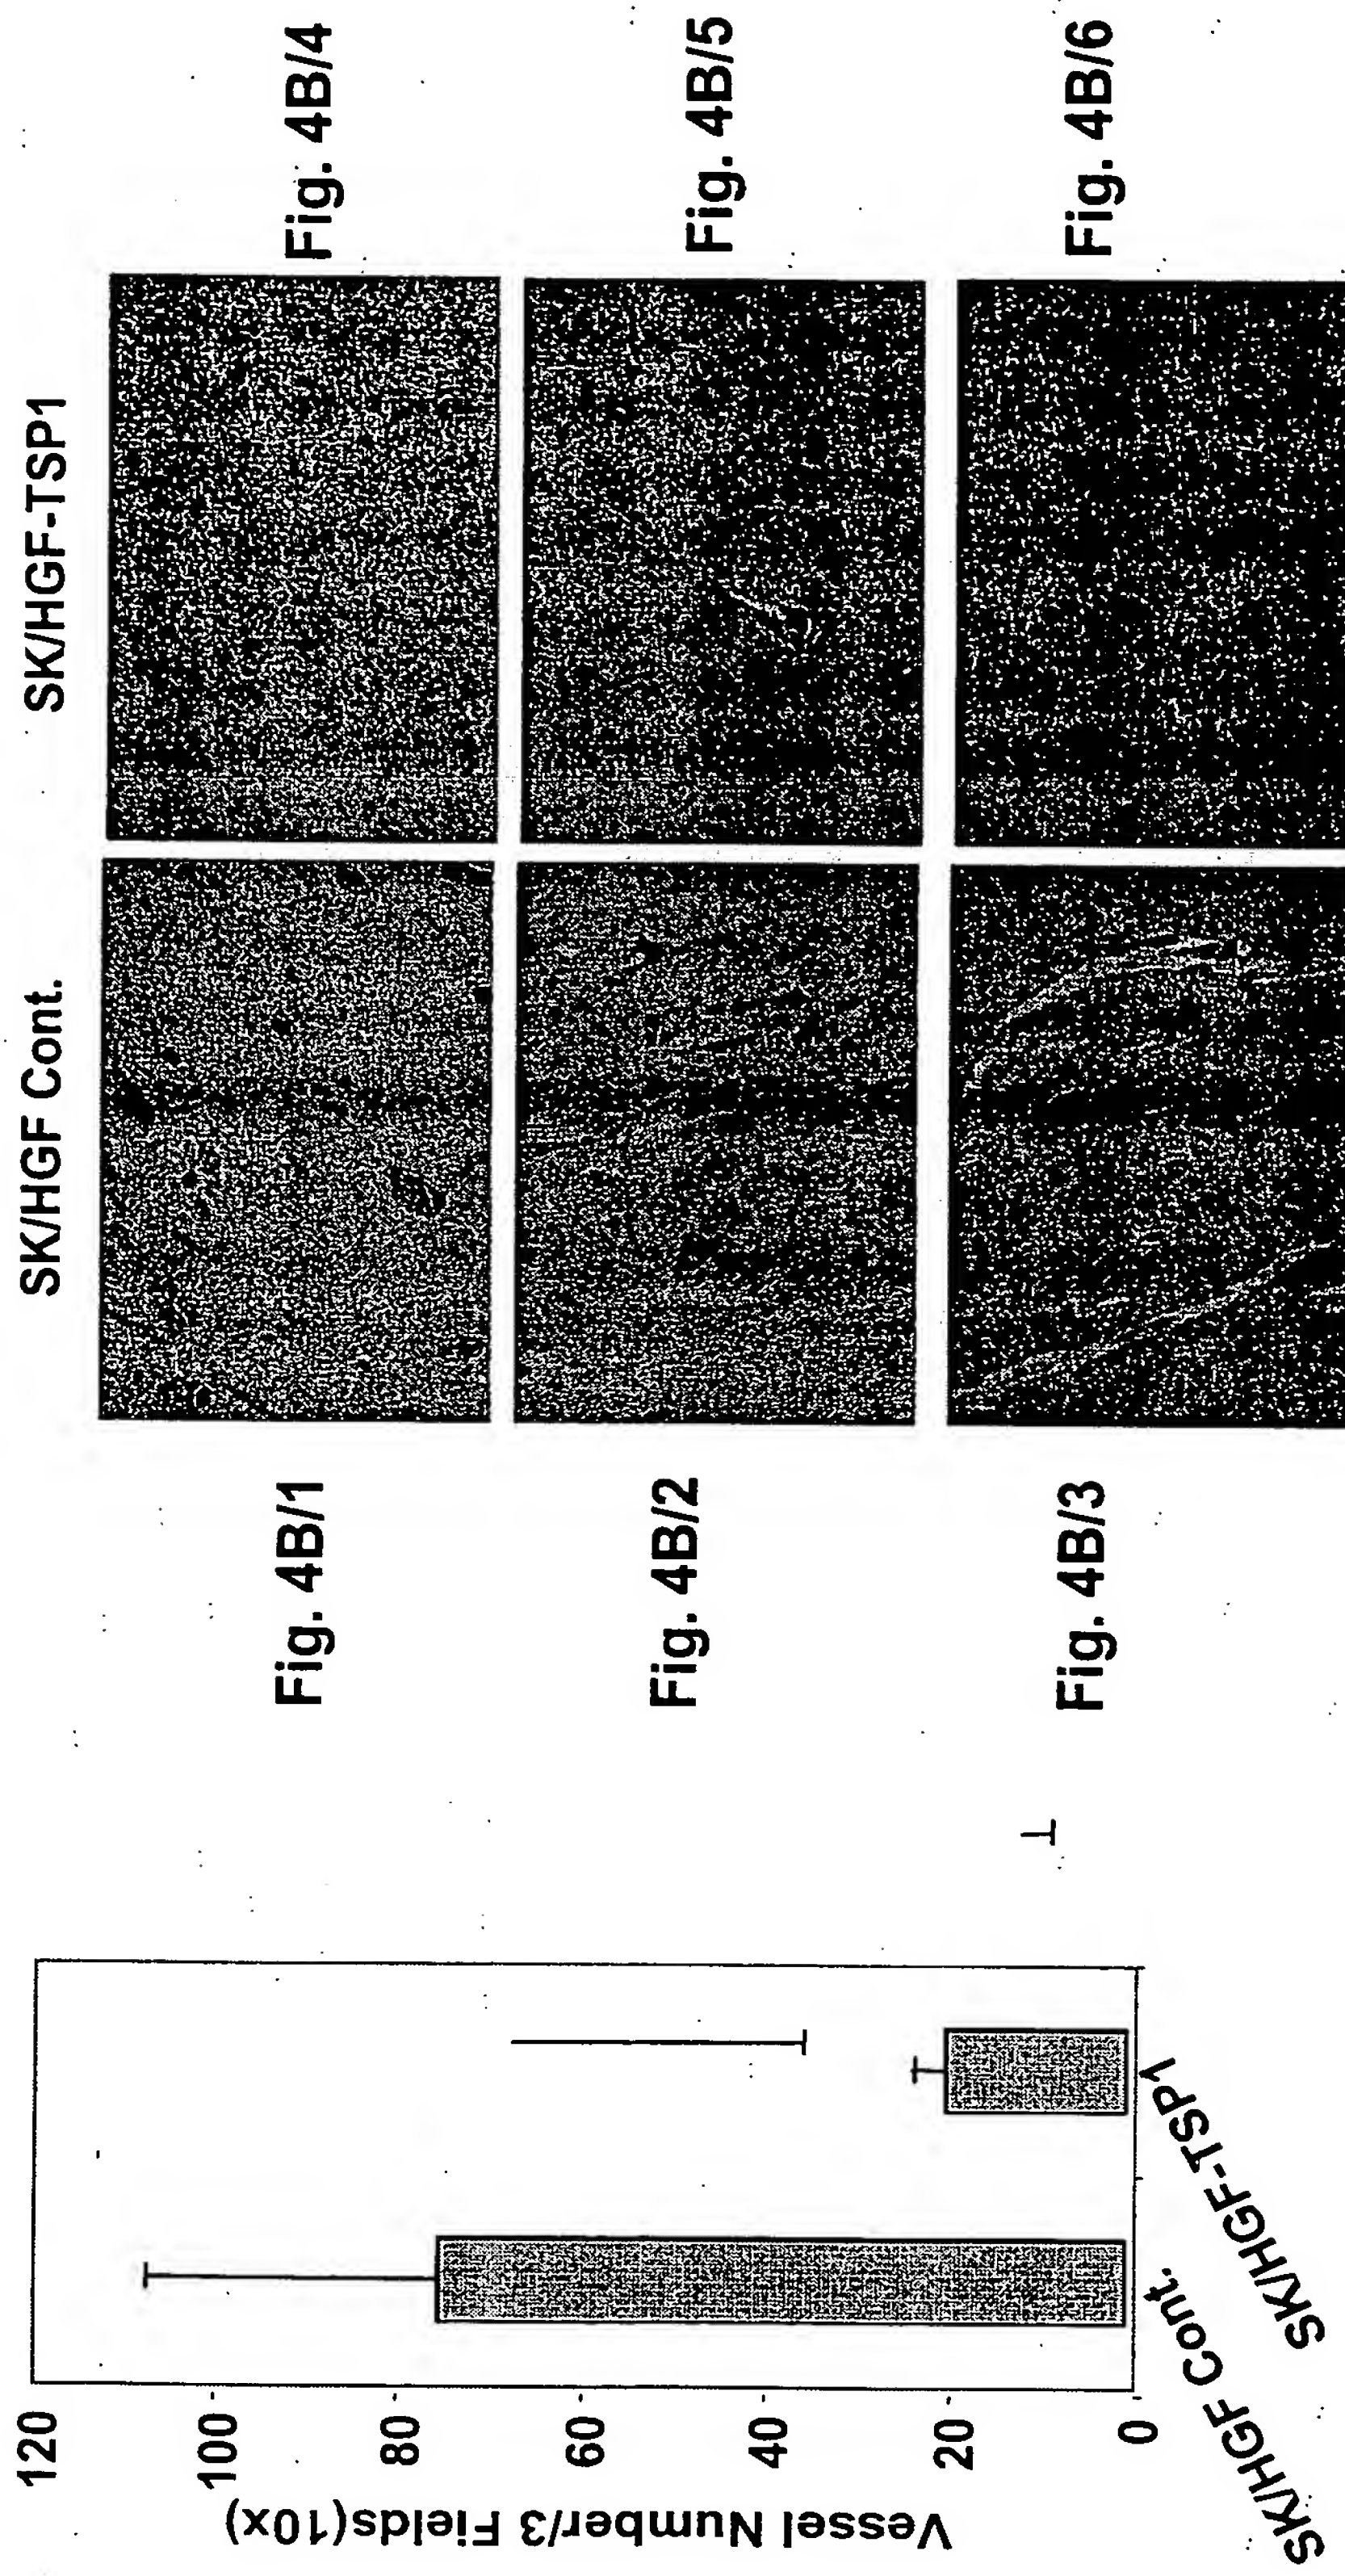 SK/HGF Cont.
SK/HGF-TSP1
Fig. 4B/1
Fig. 4B/4
Fig. 4B/2
Fig. 4B/5
Fig. 4B/3
Fig. 4B/6
Vessel Number/3 Fields(10x)
120
100
80
60
40
20
0
SK/HGF Cont.
SK/HGF-TSP1